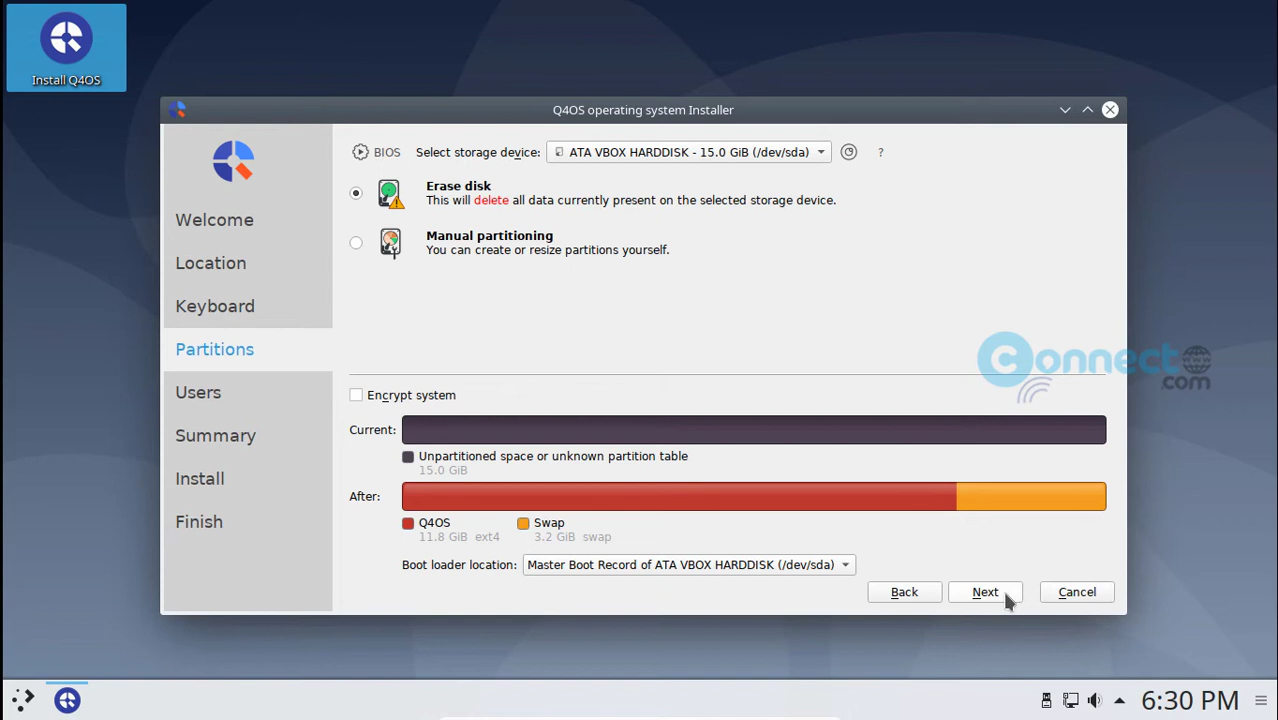 Install Q4OS
Q4OS operating system Installer
BIOS
Select storage device:
ATA VBOX HARDDISK - 15.0 GiB (/dev/sda)
?
Erase disk
This will delete all data currently present on the selected storage device.
Manual partitioning
You can create or resize partitions yourself.
Welcome
Location
Keyboard
Partitions
Users
Summary
Install
Finish
connect
www
.com
Encrypt system
Current:
Unpartitioned space or unknown partition table
15.0 GiB
After:
Q4OS
11.8 GiB ext4
Swap
3.2 GiB swap
Boot loader location:
Master Boot Record of ATA VBOX HARDDISK (/dev/sda)
Back
Next
Cancel
6:30 PM